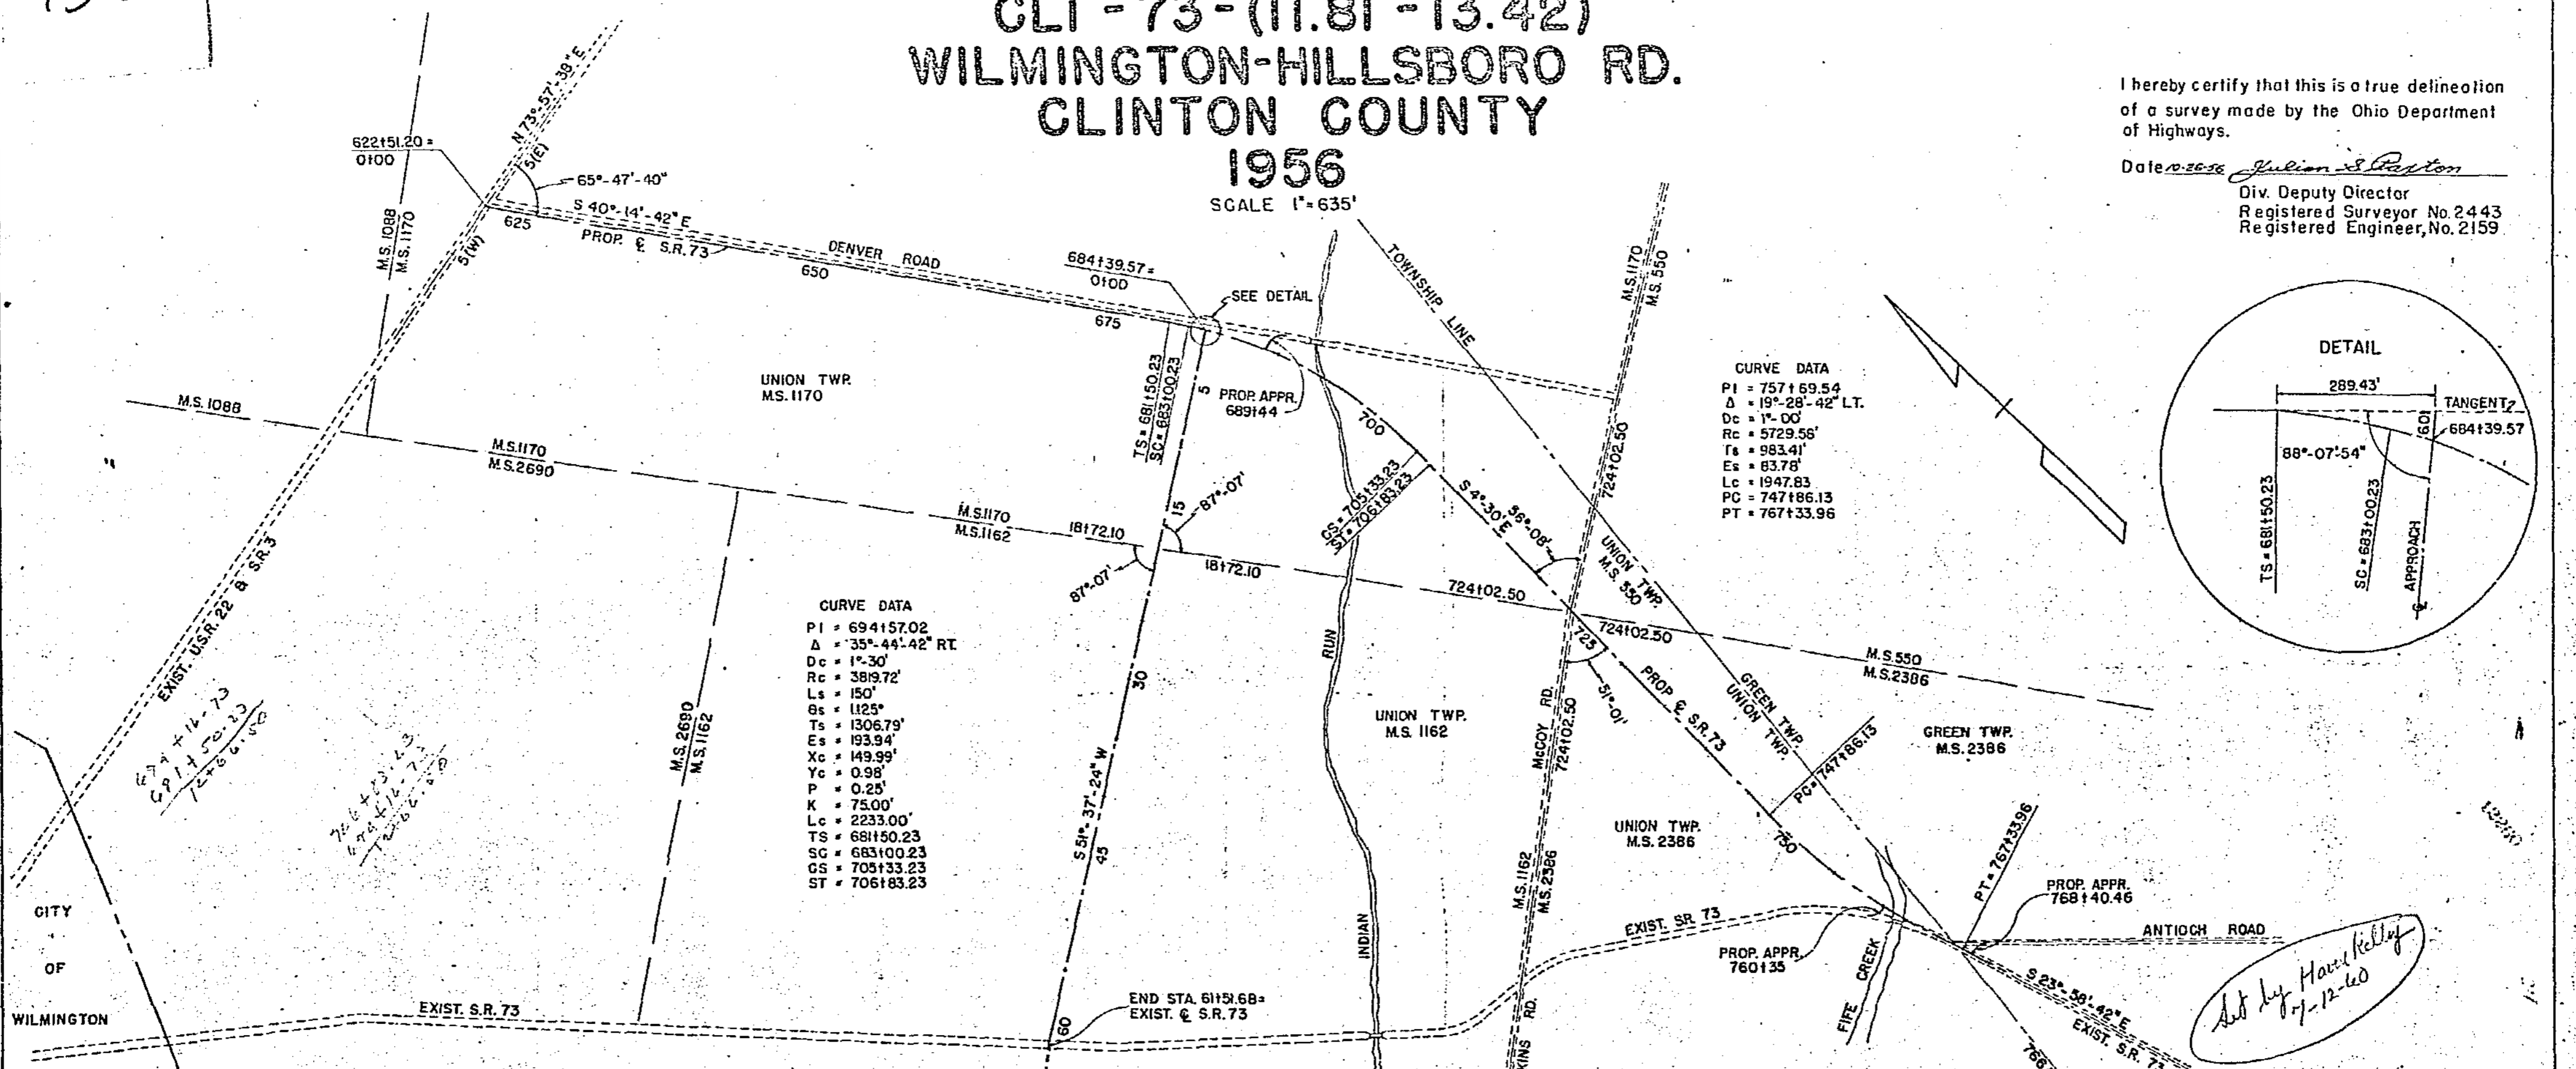 CLI-73-(11.81-13.42)
WILMINGTON-HILLSBORO RD.
CLINTON COUNTY
1956
SCALE 1"=635'
I hereby certify that this is a true delineation
of a survey made by the Ohio Department
of Highways.
Date 10-26-56 Julian S. Paxton
Div. Deputy Director
Registered Surveyor No. 2443
Registered Engineer, No. 2159
N 73°-57'-38" E
5(E)
622+51.20 =
0+00
65°-47'-40"
S 40°-14'-42" E
625
PROP. ℄ S.R. 73
M.S. 1088
M.S. 1170
5(W)
DENVER ROAD
650
684+39.57 =
0+00
SEE DETAIL
675
TOWNSHIP LINE
M.S. 1170
M.S. 550
UNION TWP.
M.S. 1170
TS = 681+50.23
SC = 683+00.23
5
PROP. APPR.
689+44
700
CURVE DATA
PI = 757+69.54
Δ = 19°-28'-42" LT.
Dc = 1°-00'
Rc = 5729.58'
Ts = 983.41'
Es = 83.78'
Lc = 1947.83
PC = 747+86.13
PT = 767+33.96
DETAIL
289.43'
TANGENT
6.01
684+39.57
88°-07'-54"
TS = 681+50.23
SC = 683+00.23
℄ APPROACH
M.S. 1088
M.S. 1170
M.S. 2690
M.S. 1170
M.S. 1162
18+72.10
15
87°-07'
87°-07'
18+72.10
CS = 705+33.23
ST = 706+83.23
S 4°-30' E
56°-08'
724+02.50
724+02.50
UNION TWP.
M.S. 550
724+02.50
725
51°-01'
M.S. 550
M.S. 2386
EXIST. U.S.R. 22 & S.R. 3
CURVE DATA
PI = 694+57.02
Δ = 35°-44'-42" RT.
Dc = 1°-30'
Rc = 3819.72'
Ls = 150'
θs = 1.125°
Ts = 1306.79'
Es = 193.94'
Xc = 149.99'
Yc = 0.98'
P = 0.25'
K = 75.00'
Lc = 2233.00'
TS = 681+50.23
SC = 683+00.23
CS = 705+33.23
ST = 706+83.23
M.S. 2690
M.S. 1162
30
S 51°-37'-24" W
45
RUN
INDIAN
UNION TWP.
M.S. 1162
McCOY RD.
724+02.50
PROP. ℄ S.R. 73
GREEN TWP.
UNION TWP.
PC = 747+86.13
GREEN TWP.
M.S. 2386
UNION TWP.
M.S. 2386
750
M.S. 1162
M.S. 2386
PT = 767+33.96
PROP. APPR.
768+40.46
ANTIOCH ROAD
EXIST. S.R. 73
PROP. APPR.
760+35
FIFE CREEK
S 23°-58'-42" E
EXIST. S.R. 73
CITY
OF
WILMINGTON
EXIST. S.R. 73
END STA. 61+51.68 =
EXIST. ℄ S.R. 73
60
KINS RD.
681+50.23